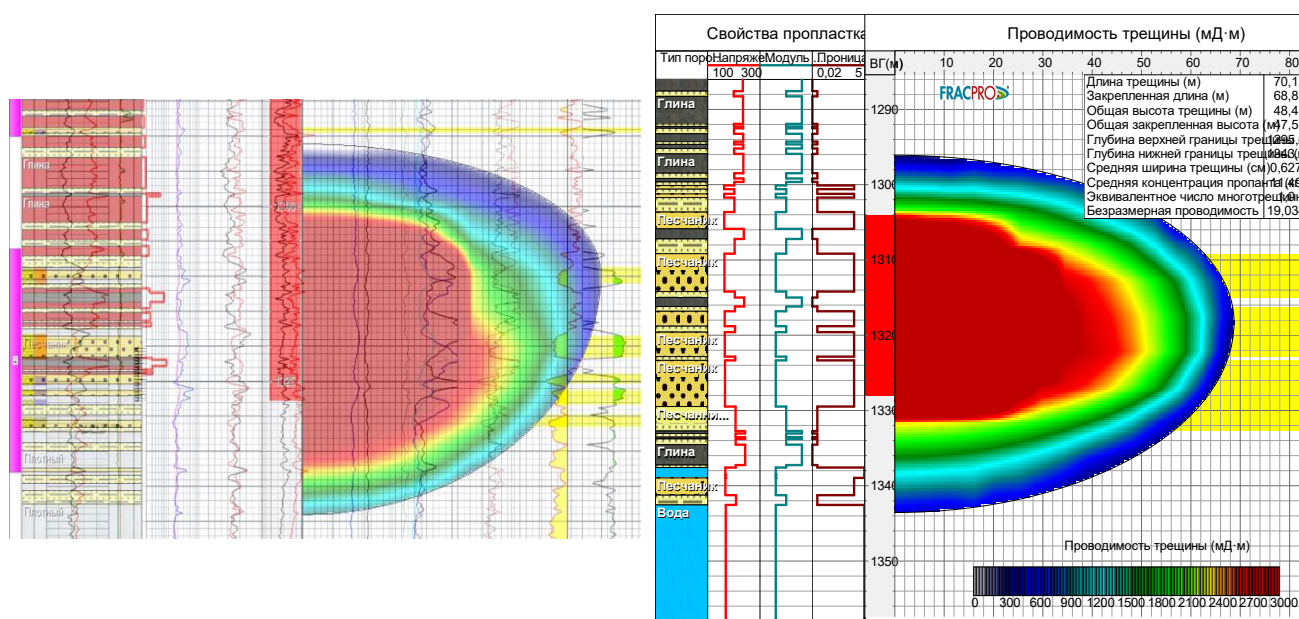 Глина
Глина
Песчаник
Плотный
Плотный
Свойства пропластка
Проводимость трещины (мД·м)
Тип поро Напряже Модуль ... Проница
100 300 0,02 5
ВГ(м) 10 20 30 40 50 60 70 80
FRACPRO
Длина трещины (м) 70,1
Закрепленная длина (м) 68,8
Общая высота трещины (м) 48,4
Общая закрепленная высота (м) 47,5
Глубина верхней границы трещины
Глубина нижней границы трещины
Средняя ширина трещины (см) 0,627
Средняя концентрация пропанта
Эквивалентное число многотрещин
Безразмерная проводимость 19,03
1290
Глина
Глина
1300
Песчаник
1310
Песчаник
1320
Песчаник
Песчаник
1330
Песчанни...
Глина
1340
Песчаник
Вода
1350
Проводимость трещины (мД·м)
0 300 600 900 1200 1500 1800 2100 2400 2700 3000